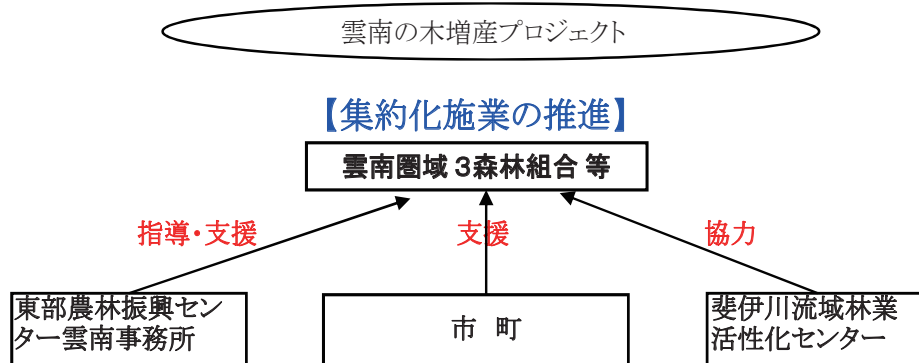 雲南の木増産プロジェクト
【集約化施業の推進】
雲南圏域３森林組合 等
指導・支援
支援
協力
東部農林振興セン
ター雲南事務所
市 町
斐伊川流域林業
活性化センター